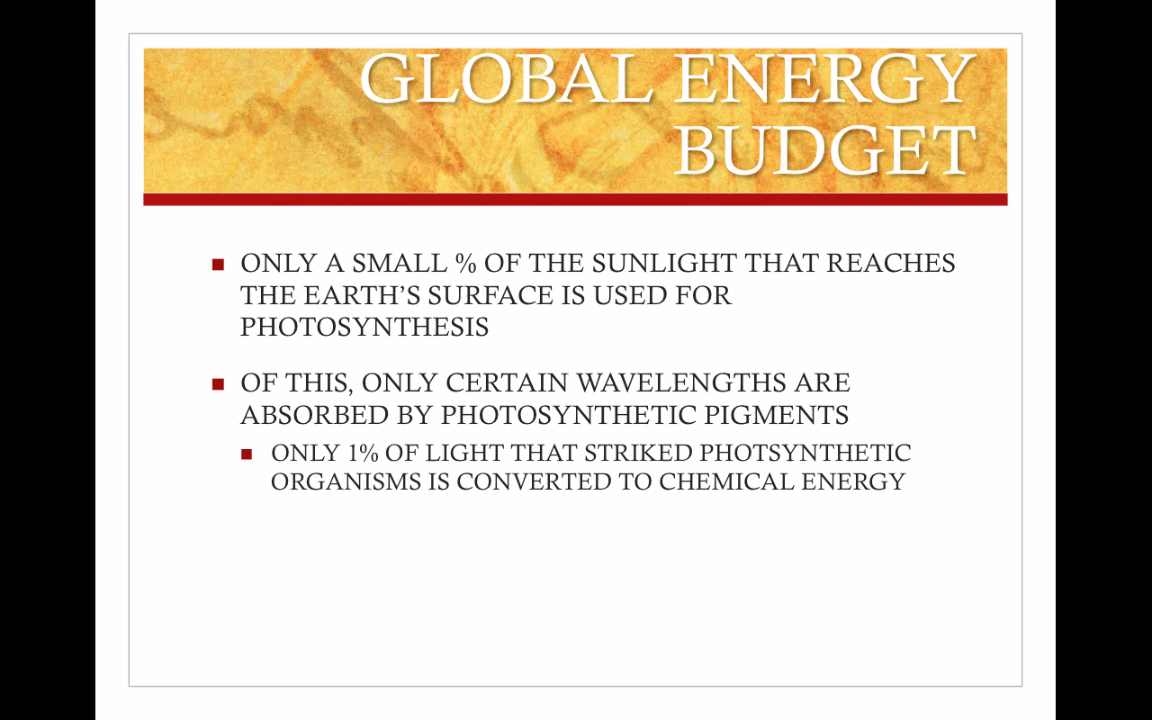 GLOBAL ENERGY
BUDGET
ONLY A SMALL % OF THE SUNLIGHT THAT REACHES
THE EARTH’S SURFACE IS USED FOR
PHOTOSYNTHESIS
OF THIS, ONLY CERTAIN WAVELENGTHS ARE
ABSORBED BY PHOTOSYNTHETIC PIGMENTS
ONLY 1% OF LIGHT THAT STRIKED PHOTSYNTHETIC
ORGANISMS IS CONVERTED TO CHEMICAL ENERGY